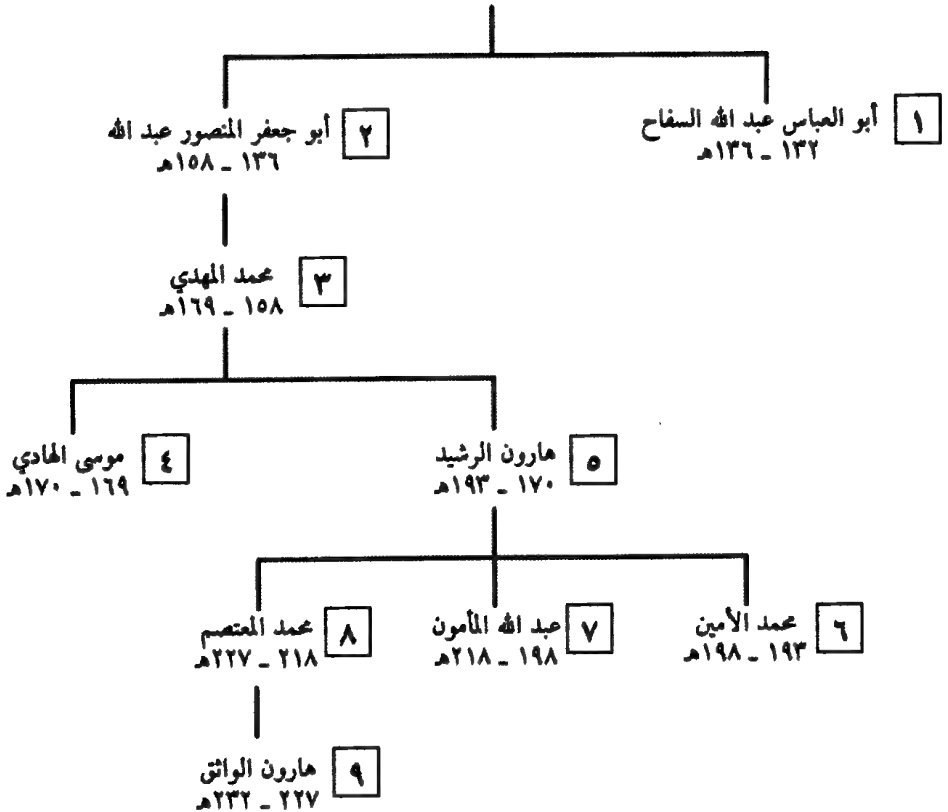 ١ أبو العباس عبد الله السفاح
١٣٢ - ١٣٦هـ
٢ أبو جعفر المنصور عبد الله
١٣٦ - ١٥٨هـ
٣ محمد المهدي
١٥٨ - ١٦٩هـ
٥ هارون الرشيد
١٧٠ - ١٩٣هـ
٤ موسى الهادي
١٦٩ - ١٧٠هـ
٦ محمد الأمين
١٩٣ - ١٩٨هـ
٧ عبد الله المأمون
١٩٨ - ٢١٨هـ
٨ محمد المعتصم
٢١٨ - ٢٢٧هـ
٩ هارون الواثق
٢٢٧ - ٢٣٢هـ